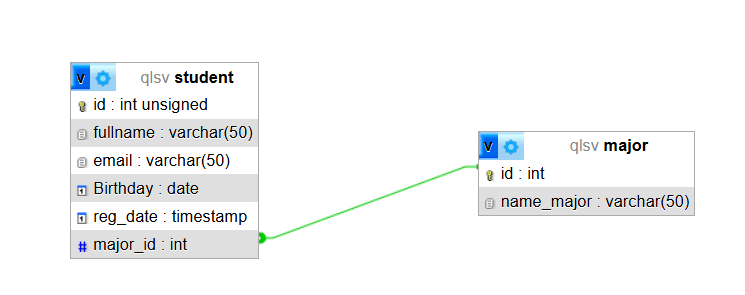 V qlsv student
id : int unsigned
fullname : varchar(50)
email : varchar(50)
Birthday : date
reg_date : timestamp
# major_id : int
V qlsv major
id : int
name_major : varchar(50)